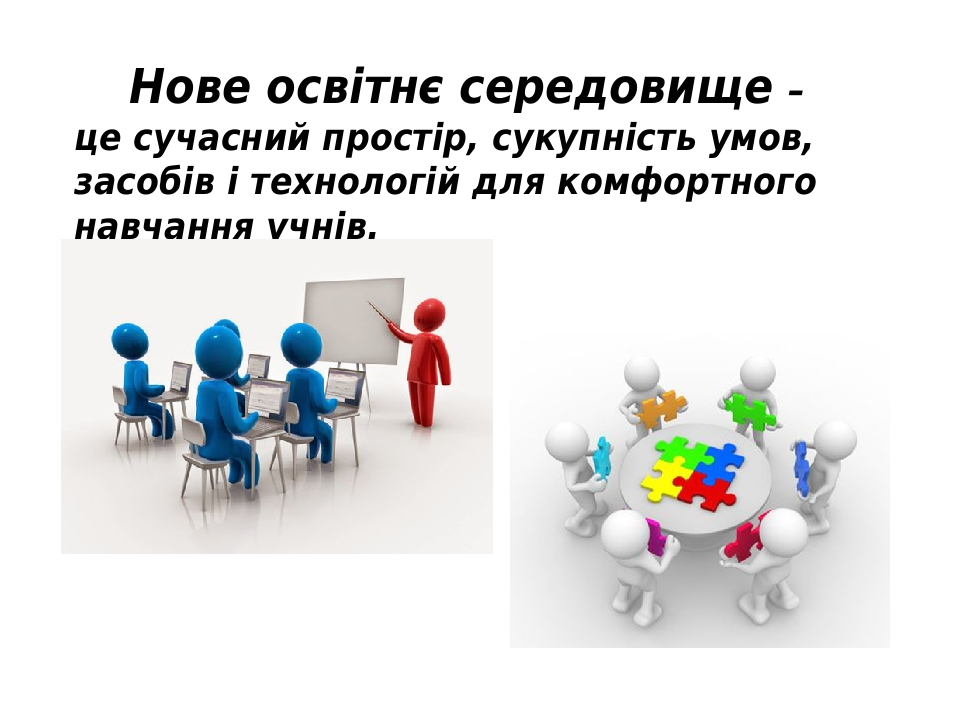 Нове освітнє середовище –
це сучасний простір, сукупність умов,
засобів і технологій для комфортного
навчання учнів.